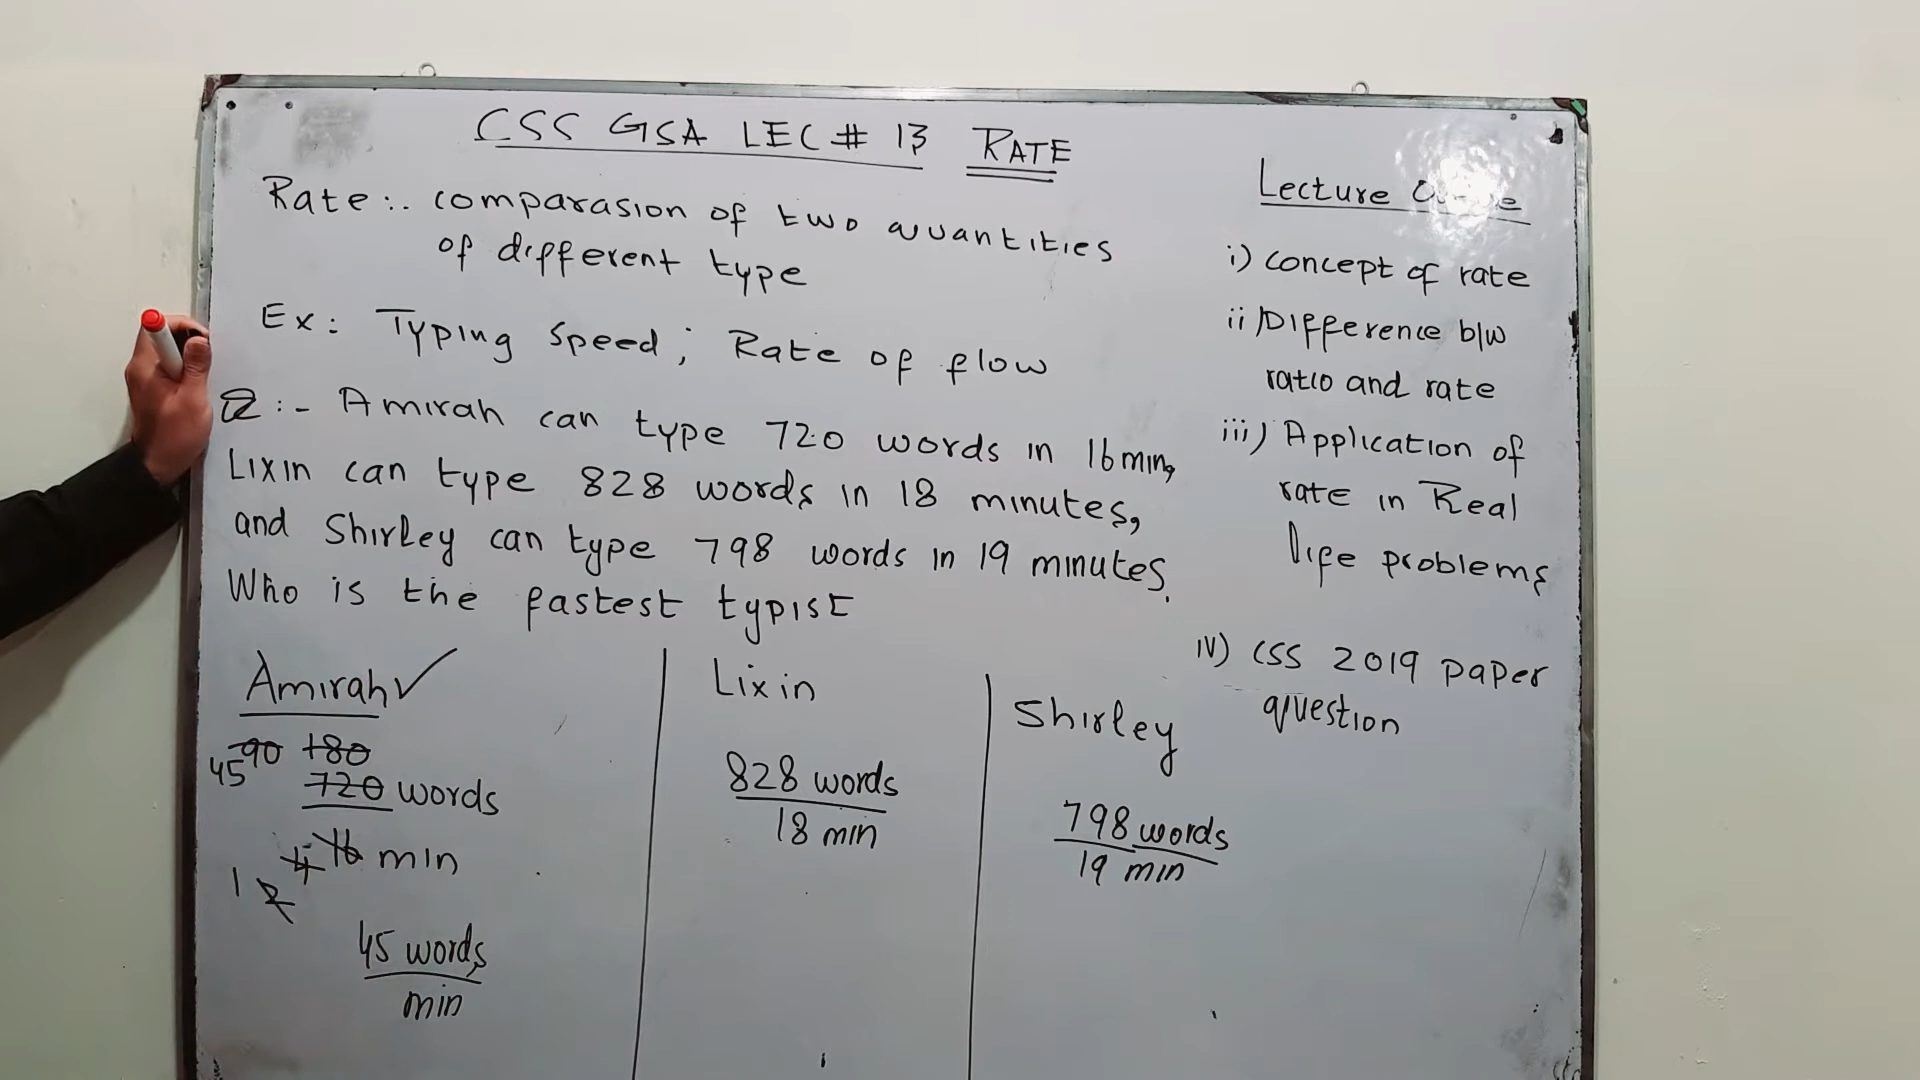 CSS GSA LEC # 13 RATE
Rate:. comparasion of two quantities
of different type
Ex: Typing Speed; Rate of flow
Q:- Amirah can type 720 words in 16 min,
Lixin can type 828 words in 18 minutes,
and Shirley can type 798 words in 19 minutes.
Who is the fastest typist
Lecture
i) concept of rate
ii) Difference b/w
ratio and rate
iii) Application of
rate in Real
life problems
iv) CSS 2019 paper
question
Amirah ✓
45 90 180
720 words
4 16 min
1 2
45 words
min
Lixin
828 words
18 min
Shirley
798 words
19 min